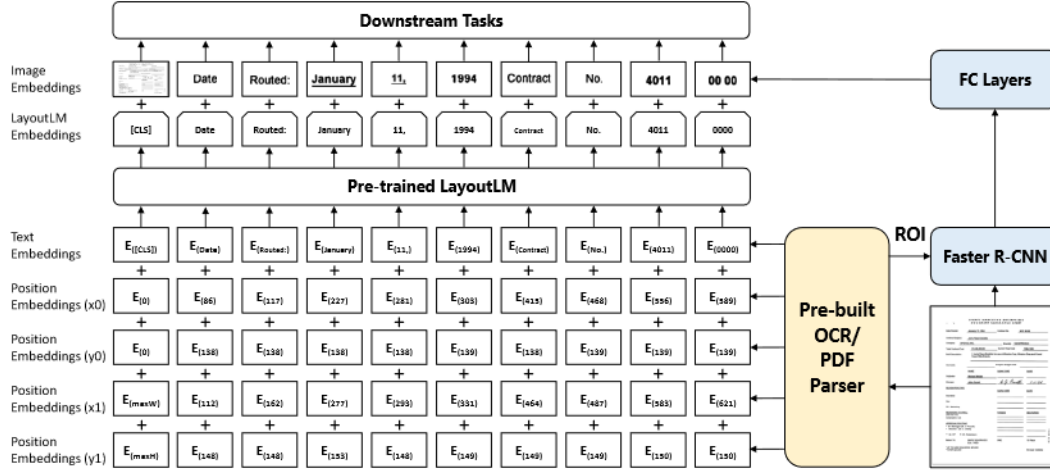 Downstream Tasks
Image Embeddings Date Routed: January 11, 1994 Contract No. 4011 00 00 FC Layers
LayoutLM Embeddings [CLS] Date Routed: January 11, 1994 Contract No. 4011 0000
+ + + + + + + + + +
Pre-trained LayoutLM
Text Embeddings E([CLS]) E(Date) E(Routed:) E(January) E(11,) E(1994) E(Contract) E(No.) E(4011) E(0000) ROI Faster R-CNN
+ + + + + + + + + +
Position Embeddings (x0) E(0) E(86) E(117) E(227) E(281) E(303) E(415) E(468) E(556) E(589)
+ + + + + + + + + +
Position Embeddings (y0) E(0) E(138) E(138) E(138) E(138) E(139) E(138) E(139) E(139) E(139)
+ + + + + + + + + +
Position Embeddings (x1) E(maxW) E(112) E(162) E(277) E(293) E(331) E(464) E(487) E(583) E(621)
+ + + + + + + + + +
Position Embeddings (y1) E(maxH) E(148) E(148) E(153) E(148) E(149) E(149) E(149) E(150) E(150)
Pre-built
OCR/
PDF
Parser